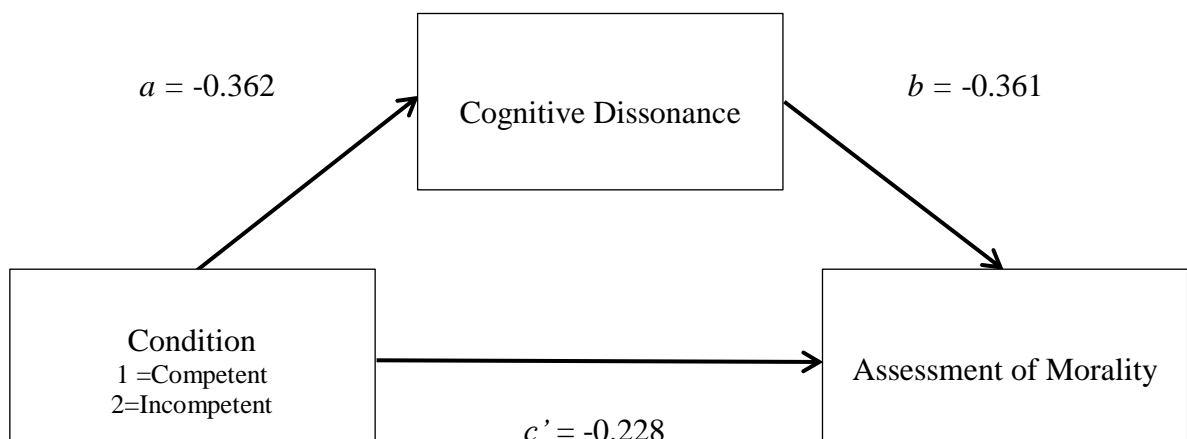 a = -0.362
b = -0.361
Cognitive Dissonance
Condition
1 =Competent
2=Incompetent
Assessment of Morality
c’ = -0.228